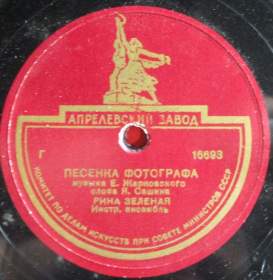 АПРЕЛЕВСКИЙ ЗАВОД
Г 16693
ПЕСЕНКА ФОТОГРАФА
музыка Е. Жарковского
слова Я. Сашина
РИНА ЗЕЛЕНАЯ
Инстр. ансамбль
КОМИТЕТ ПО ДЕЛАМ ИСКУССТВ ПРИ СОВЕТЕ МИНИСТРОВ СССР